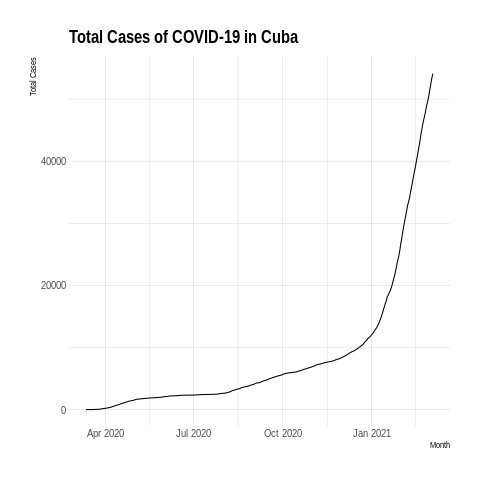 Total Cases of COVID-19 in Cuba
Total Cases
40000
20000
0
Apr 2020 Jul 2020 Oct 2020 Jan 2021
Month